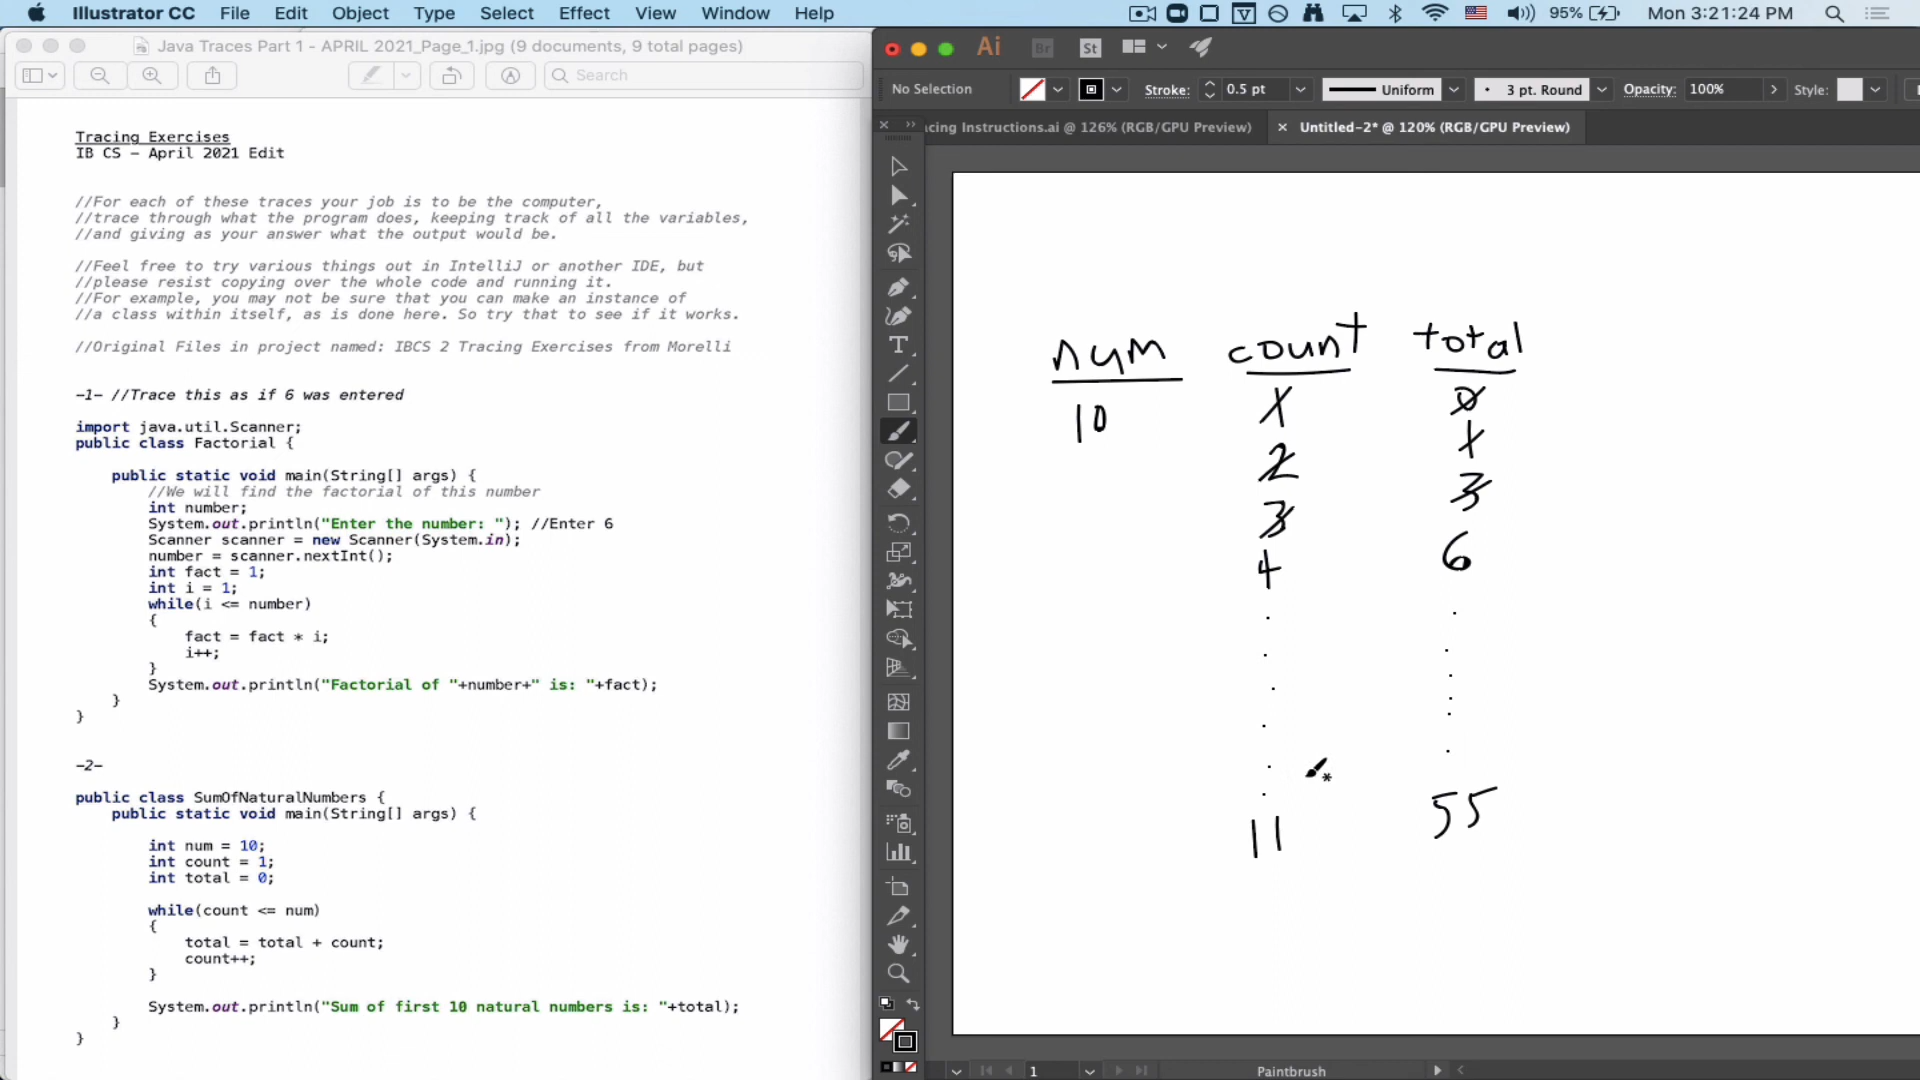 Illustrator CC File Edit Object Type Select Effect View Window Help 95% Mon 3:21:24 PM
Java Traces Part 1 - APRIL 2021_Page_1.jpg (9 documents, 9 total pages)
Search
Tracing Exercises
IB CS – April 2021 Edit
//For each of these traces your job is to be the computer,
//trace through what the program does, keeping track of all the variables,
//and giving as your answer what the output would be.
//Feel free to try various things out in IntelliJ or another IDE, but
//please resist copying over the whole code and running it.
//For example, you may not be sure that you can make an instance of
//a class within itself, as is done here. So try that to see if it works.
//Original Files in project named: IBCS 2 Tracing Exercises from Morelli
-1- //Trace this as if 6 was entered
import java.util.Scanner;
public class Factorial {
public static void main(String[] args) {
//We will find the factorial of this number
int number;
System.out.println("Enter the number: "); //Enter 6
Scanner scanner = new Scanner(System.in);
number = scanner.nextInt();
int fact = 1;
int i = 1;
while(i <= number)
{
fact = fact * i;
i++;
}
System.out.println("Factorial of "+number+" is: "+fact);
}
}
-2-
public class SumOfNaturalNumbers {
public static void main(String[] args) {
int num = 10;
int count = 1;
int total = 0;
while(count <= num)
{
total = total + count;
count++;
}
System.out.println("Sum of first 10 natural numbers is: "+total);
}
}
Ai Br St
No Selection Stroke: 0.5 pt Uniform 3 pt. Round Opacity: 100% Style:
cing Instructions.ai @ 126% (RGB/GPU Preview) Untitled-2* @ 120% (RGB/GPU Preview)
num count total
10 1 0
2 1
3 3
4 6
11 55
1 Paintbrush